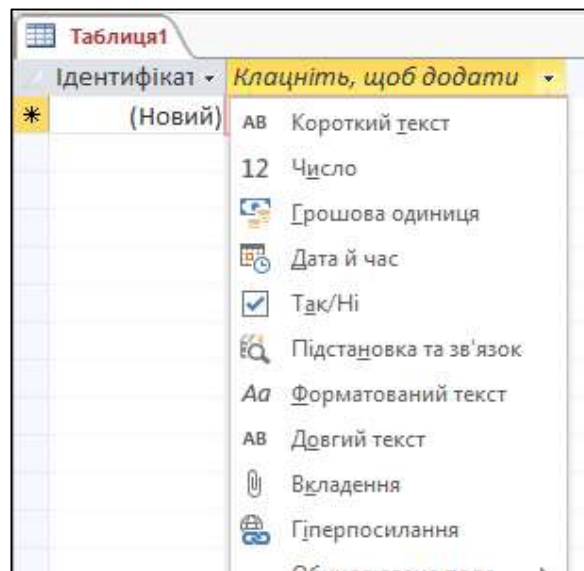 Таблиця1
Ідентифікат Клацніть, щоб додати
(Новий)
AB Короткий текст
12 Число
Грошова одиниця
Дата й час
Так/Ні
Підстановка та зв'язок
Aa Форматований текст
AB Довгий текст
Вкладення
Гіперпосилання